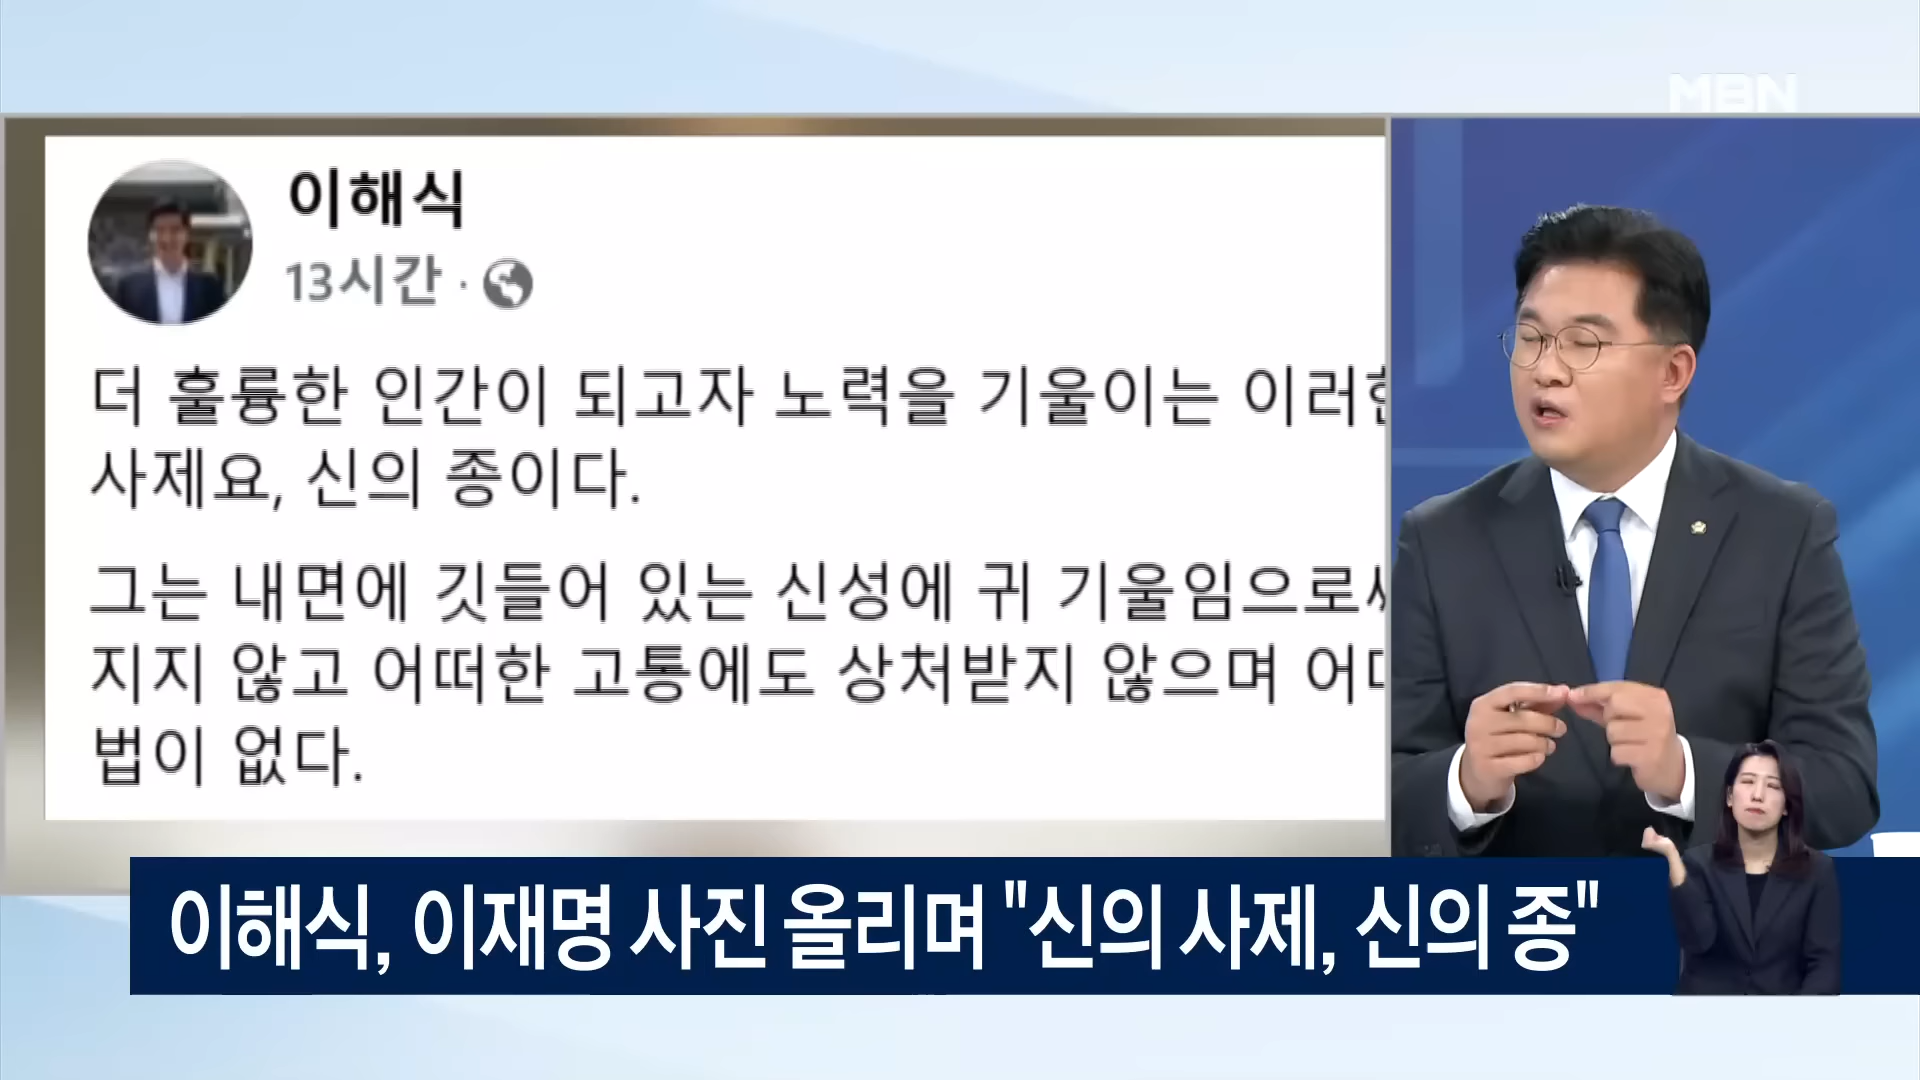 MBN
이해식
13시간 ·
더 훌륭한 인간이 되고자 노력을 기울이는
사제요, 신의 종이다.
그는 내면에 깃들어 있는 신성에 귀 기울임으로써
지지 않고 어떠한 고통에도 상처받지 않으며
법이 없다.
이해식, 이재명 사진 올리며 "신의 사제, 신의 종"